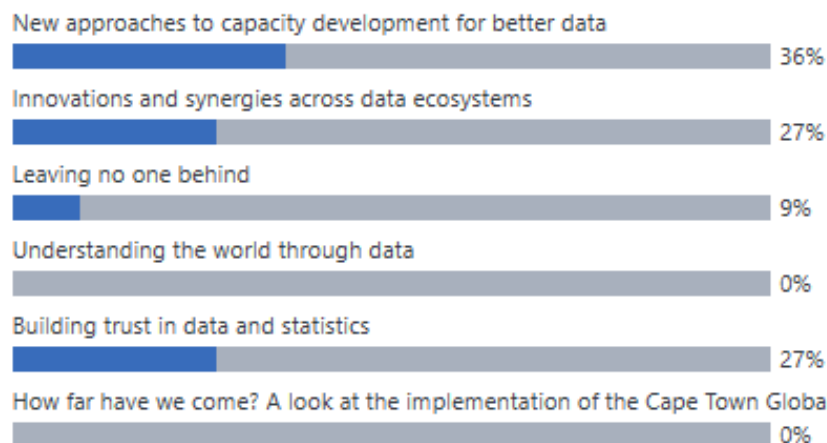 New approaches to capacity development for better data
36%
Innovations and synergies across data ecosystems
27%
Leaving no one behind
9%
Understanding the world through data
0%
Building trust in data and statistics
27%
How far have we come? A look at the implementation of the Cape Town Globa
0%